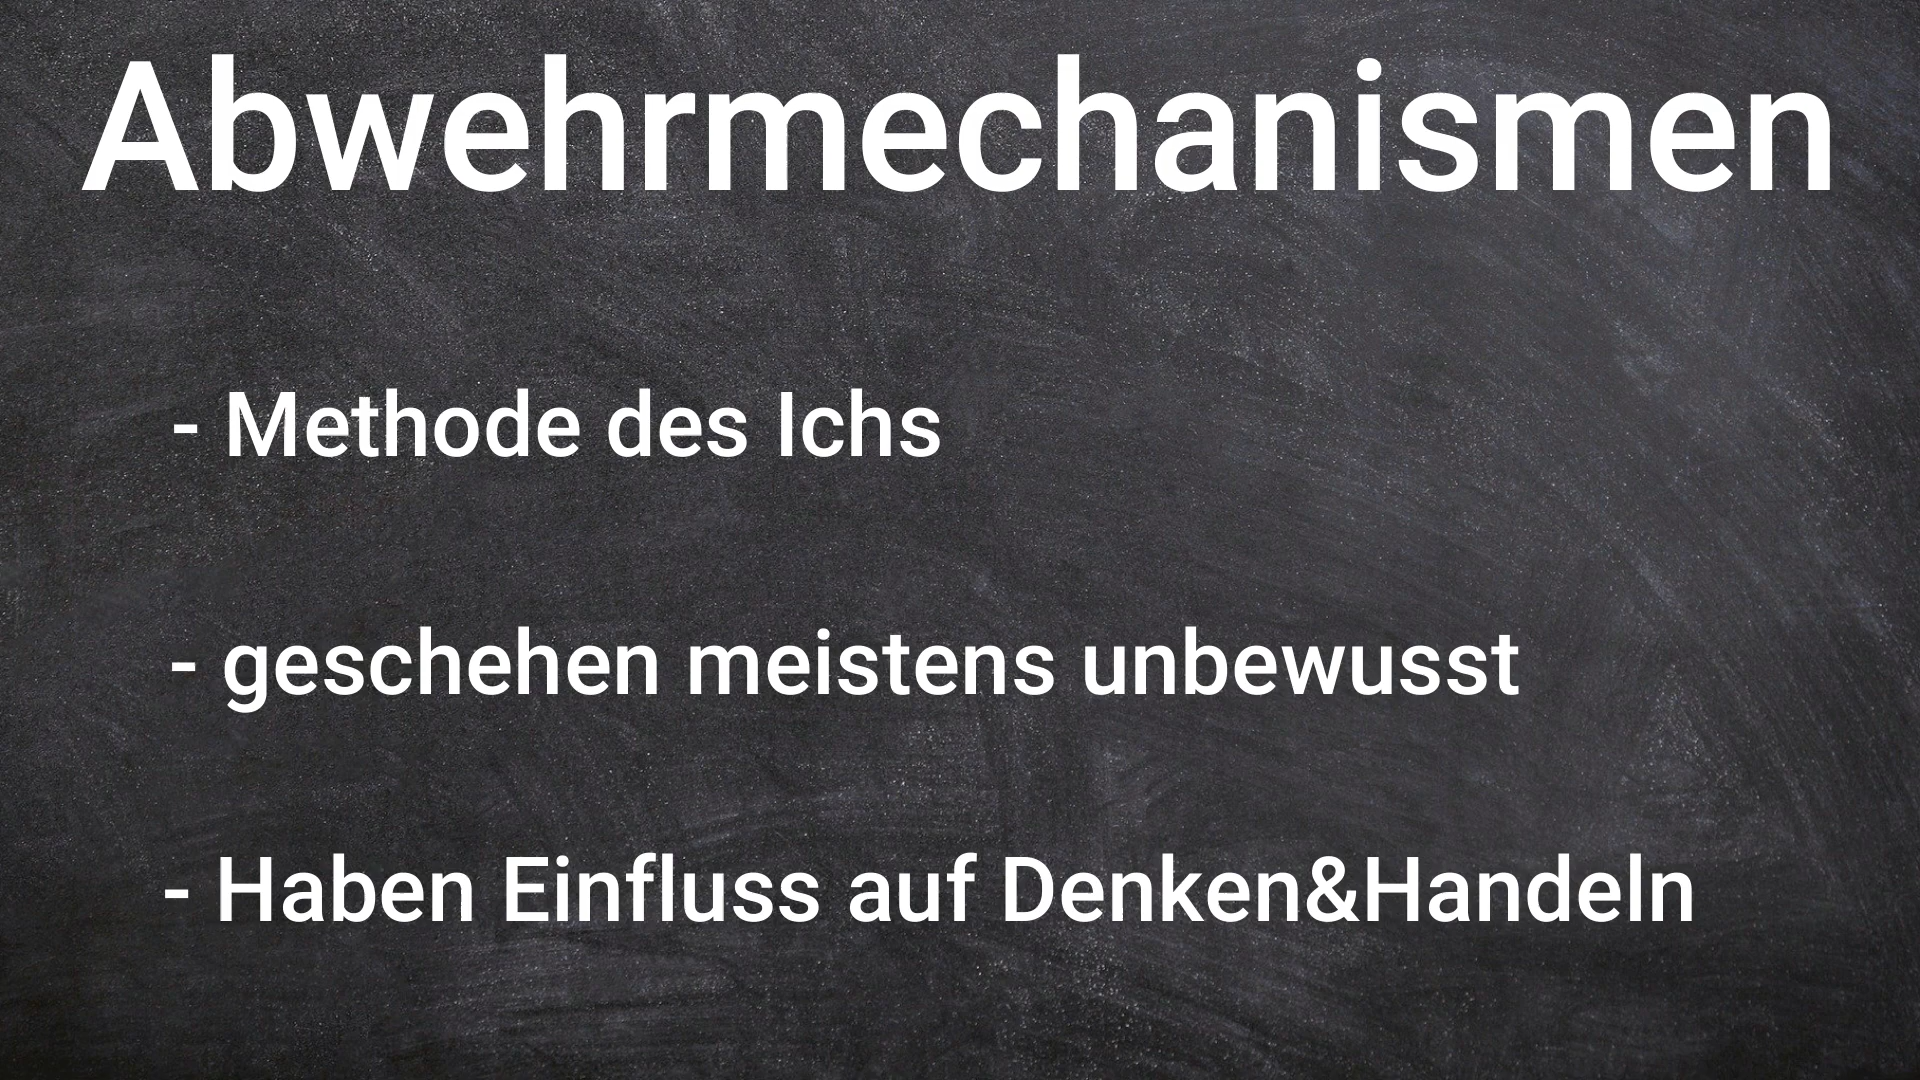 Abwehrmechanismen
- Methode des Ichs
- geschehen meistens unbewusst
- Haben Einfluss auf Denken&Handeln